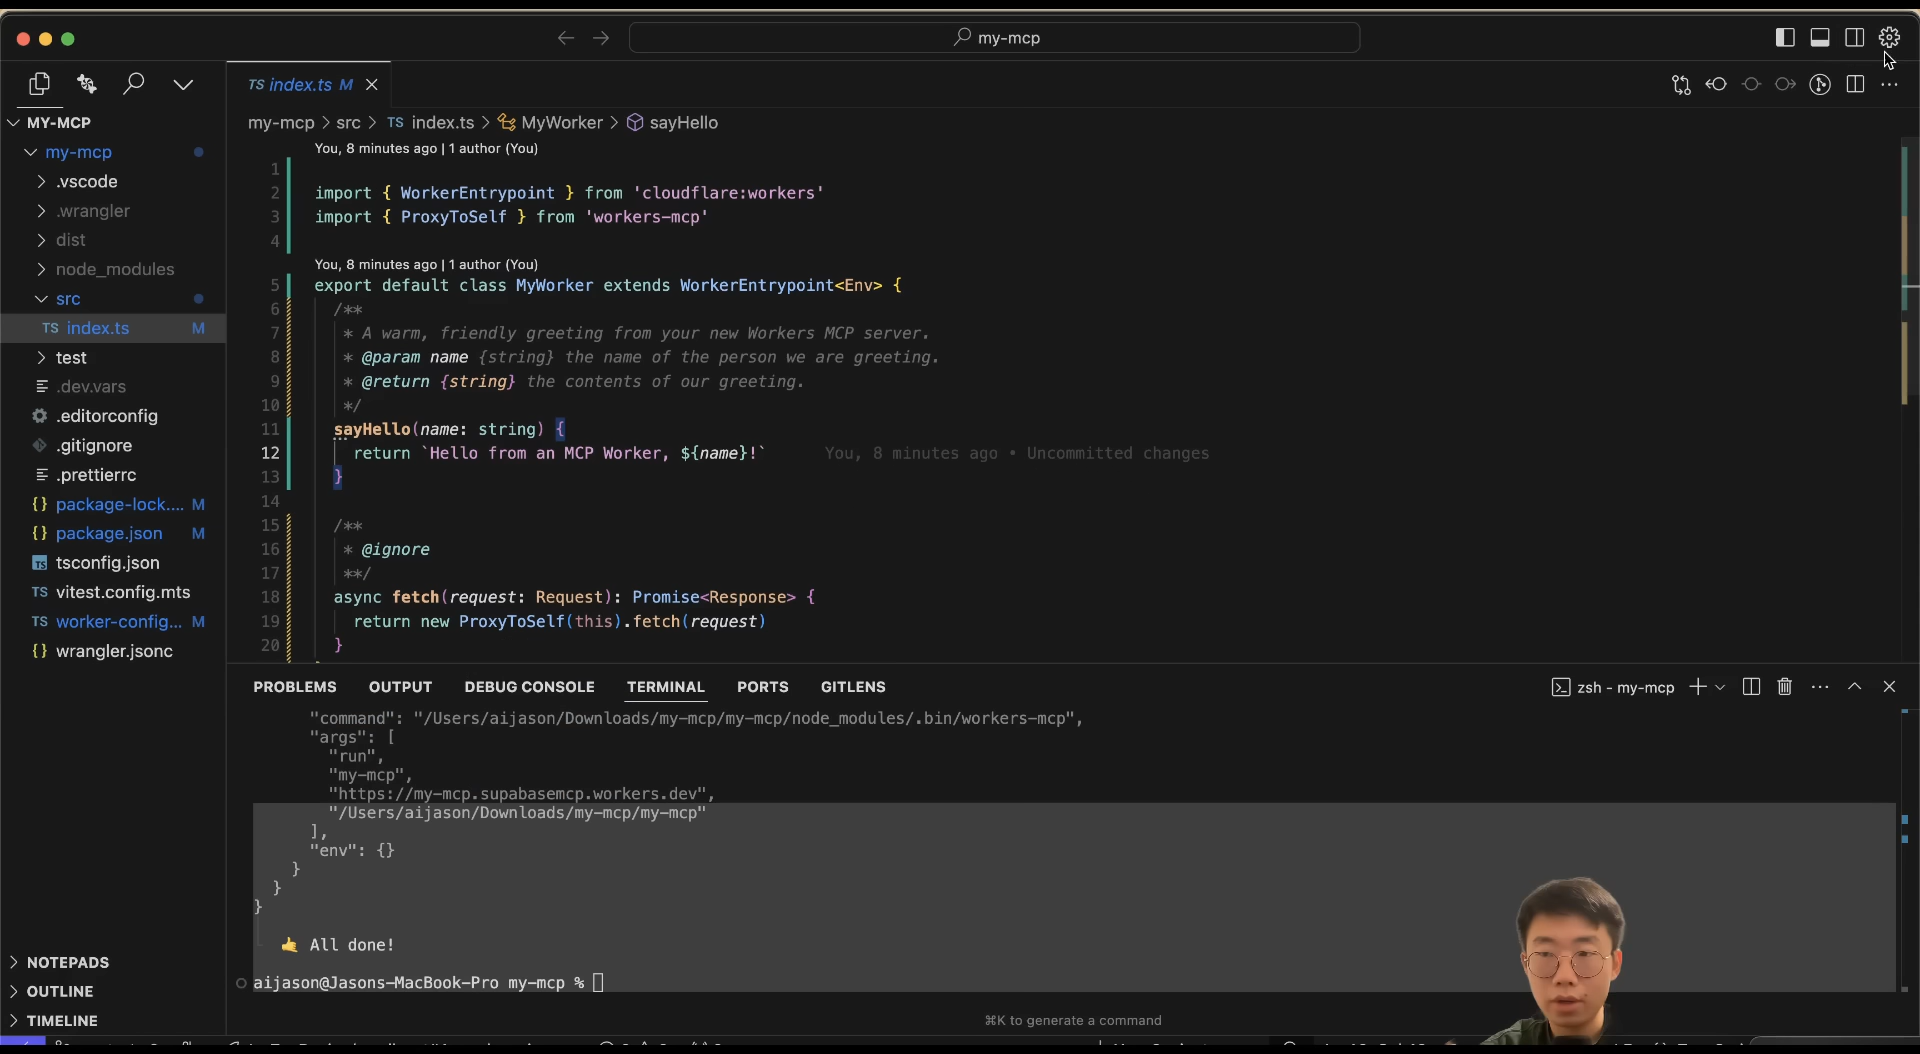 my-mcp
TS index.ts M
MY-MCP
my-mcp
.vscode
.wrangler
dist
node_modules
src
TS index.ts M
test
.dev.vars
.editorconfig
.gitignore
.prettierrc
{} package-lock.... M
{} package.json M
TS tsconfig.json
TS vitest.config.mts
TS worker-config... M
{} wrangler.jsonc
NOTEPADS
OUTLINE
TIMELINE
my-mcp > src > TS index.ts > MyWorker > sayHello
You, 8 minutes ago | 1 author (You)
1
2 import { WorkerEntrypoint } from 'cloudflare:workers'
3 import { ProxyToSelf } from 'workers-mcp'
4
You, 8 minutes ago | 1 author (You)
5 export default class MyWorker extends WorkerEntrypoint<Env> {
6 /**
7 * A warm, friendly greeting from your new Workers MCP server.
8 * @param name {string} the name of the person we are greeting.
9 * @return {string} the contents of our greeting.
10 */
11 sayHello(name: string) {
12 return `Hello from an MCP Worker, ${name}!` You, 8 minutes ago • Uncommitted changes
13 }
14
15 /**
16 * @ignore
17 **/
18 async fetch(request: Request): Promise<Response> {
19 return new ProxyToSelf(this).fetch(request)
20 }
PROBLEMS OUTPUT DEBUG CONSOLE TERMINAL PORTS GITLENS
zsh - my-mcp
"command": "/Users/aijason/Downloads/my-mcp/my-mcp/node_modules/.bin/workers-mcp",
"args": [
"run",
"my-mcp",
"https://my-mcp.supabasemcp.workers.dev",
"/Users/aijason/Downloads/my-mcp/my-mcp"
],
"env": {}
}
}
}
🤙 All done!
aijason@Jasons-MacBook-Pro my-mcp %
⌘K to generate a command